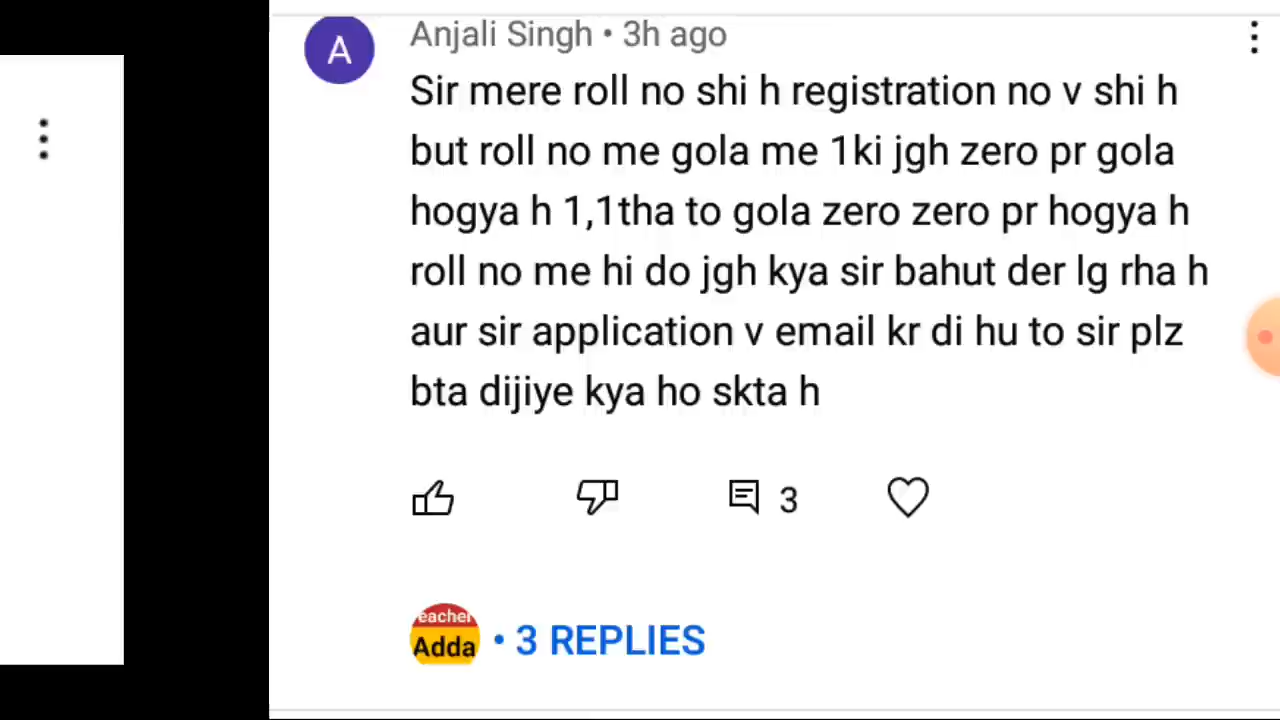 A
Anjali Singh • 3h ago
Sir mere roll no shi h registration no v shi h
but roll no me gola me 1ki jgh zero pr gola
hogya h 1,1tha to gola zero zero pr hogya h
roll no me hi do jgh kya sir bahut der lg rha h
aur sir application v email kr di hu to sir plz
bta dijiye kya ho skta h
3
eacher
Adda
• 3 REPLIES